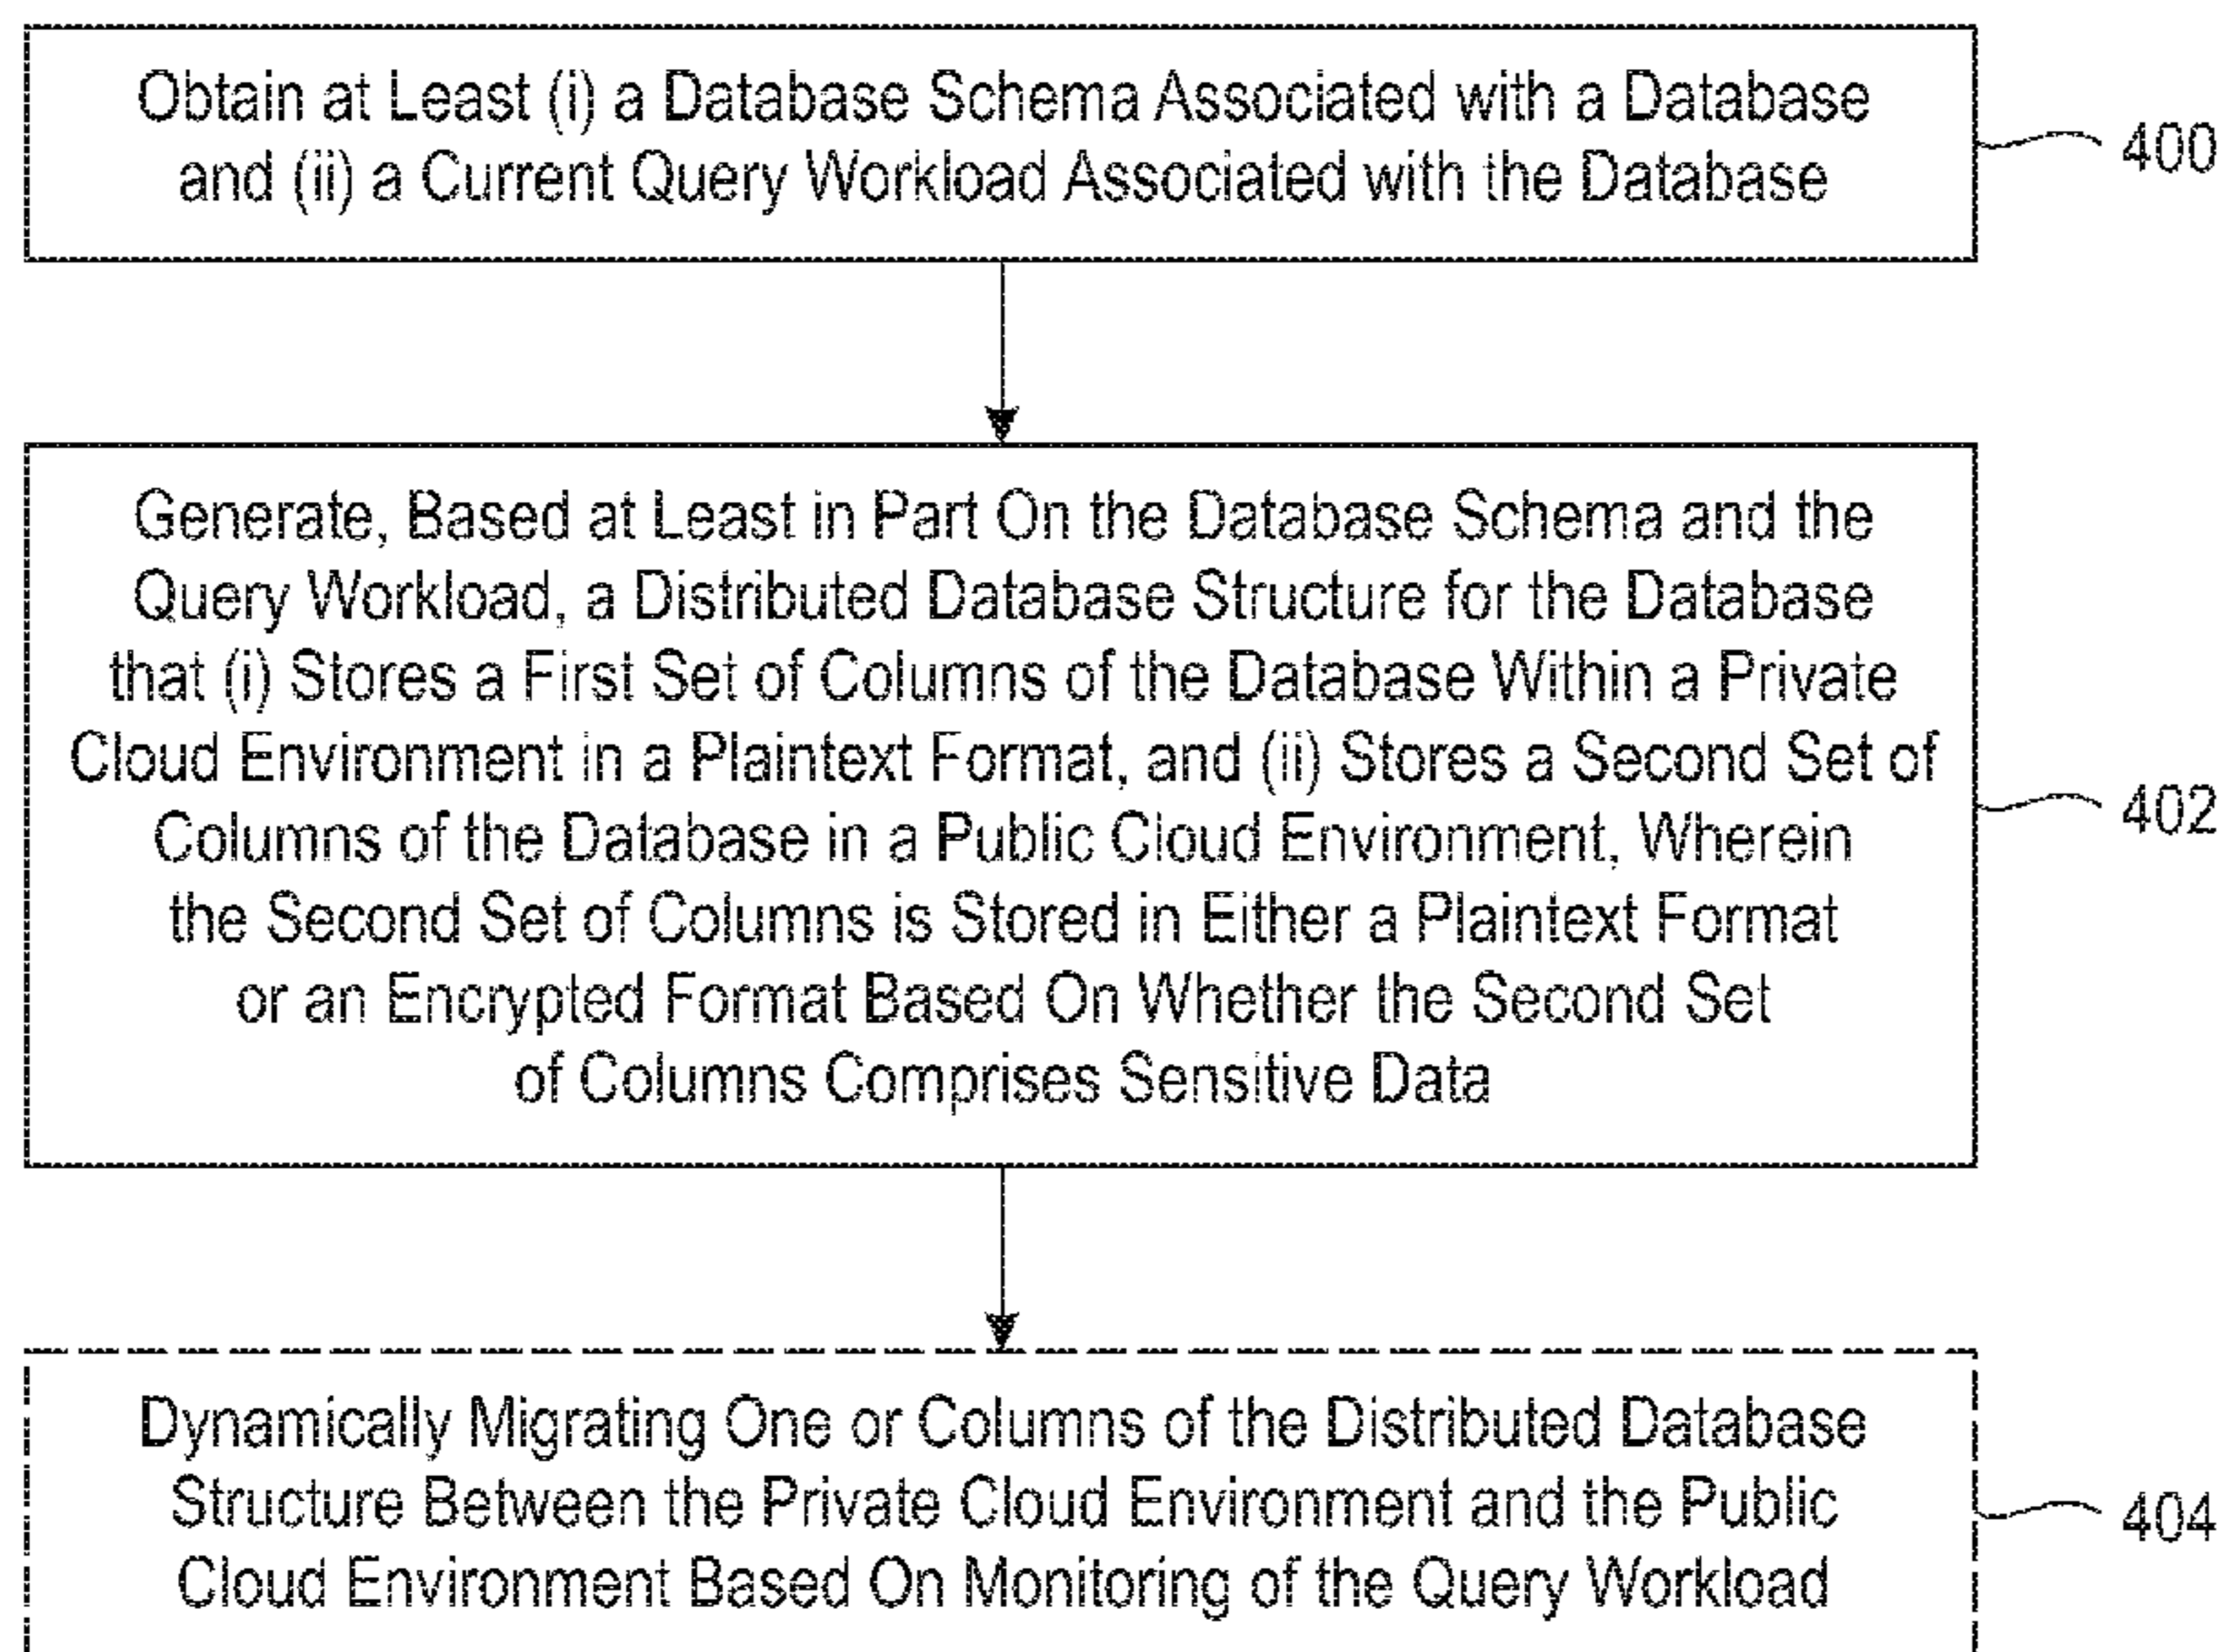 Obtain at Least (i) a Database Schema Associated with a Database
and (ii) a Current Query Workload Associated with the Database
400
Generate, Based at Least in Part On the Database Schema and the
Query Workload, a Distributed Database Structure for the Database
that (i) Stores a First Set of Columns of the Database Within a Private
Cloud Environment in a Plaintext Format, and (ii) Stores a Second Set of
Columns of the Database in a Public Cloud Environment, Wherein
the Second Set of Columns is Stored in Either a Plaintext Format
or an Encrypted Format Based On Whether the Second Set
of Columns Comprises Sensitive Data
402
Dynamically Migrating One or Columns of the Distributed Database
Structure Between the Private Cloud Environment and the Public
Cloud Environment Based On Monitoring of the Query Workload
404